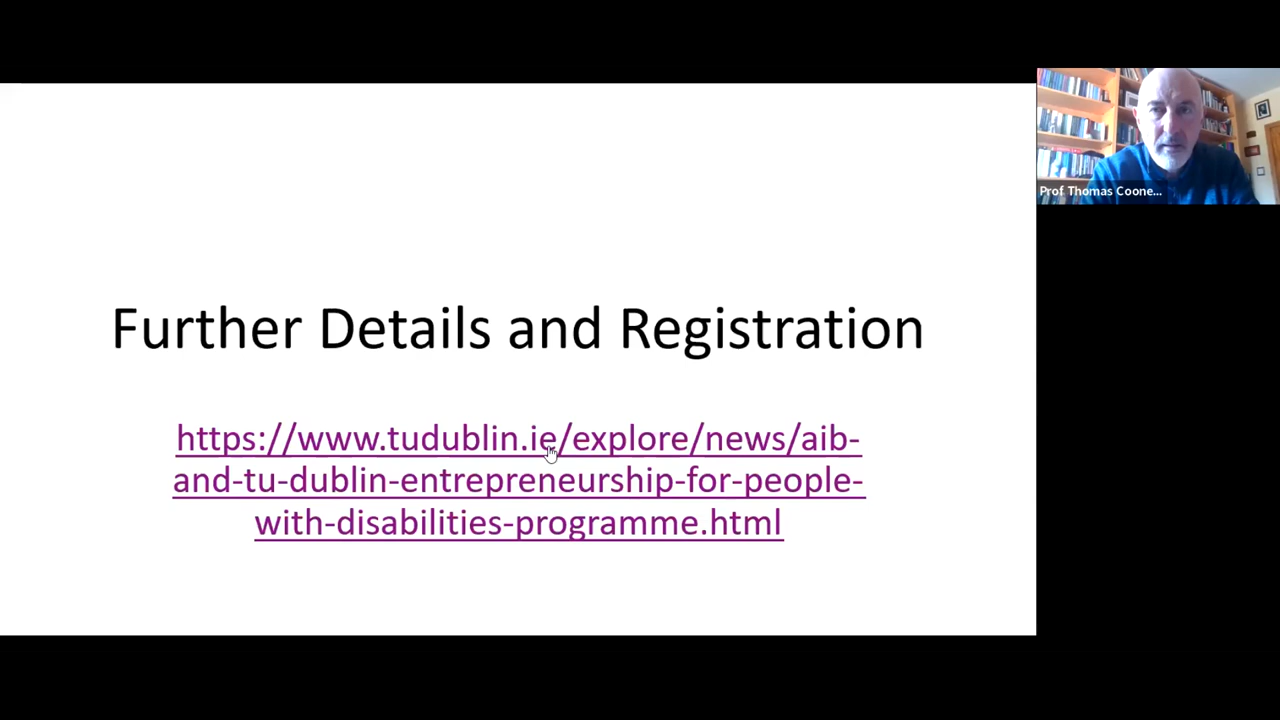 Further Details and Registration
https://www.tudublin.ie/explore/news/aib-
and-tu-dublin-entrepreneurship-for-people-
with-disabilities-programme.html
Prof Thomas Coone...